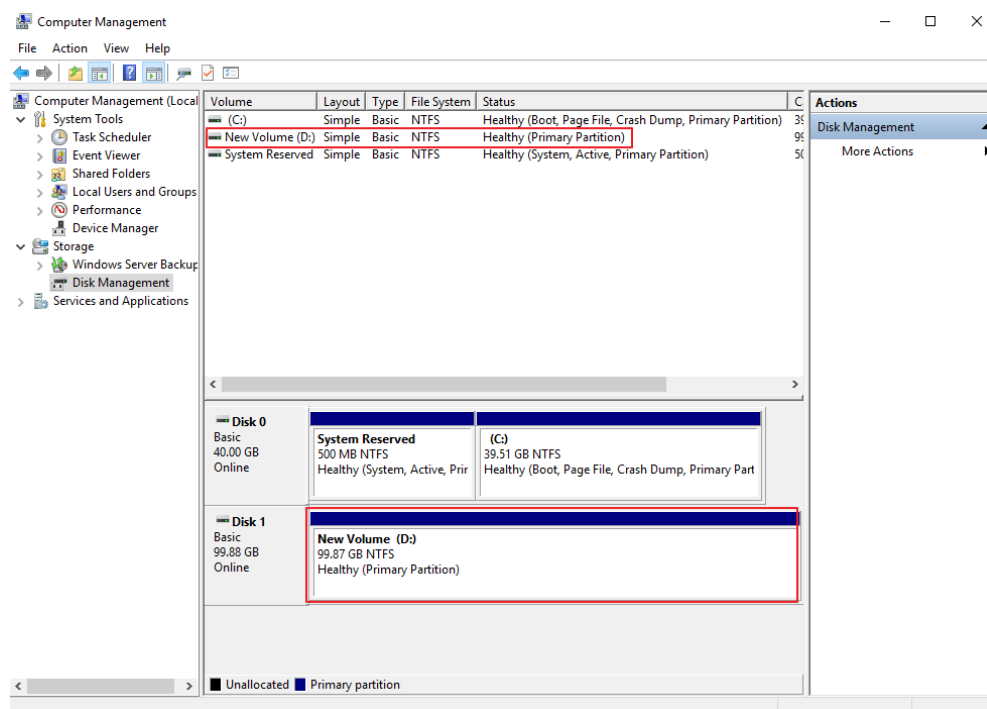 Computer Management
File Action View Help
Computer Management (Local
System Tools
Task Scheduler
Event Viewer
Shared Folders
Local Users and Groups
Performance
Device Manager
Storage
Windows Server Backup
Disk Management
Services and Applications
Volume Layout Type File System Status C
(C:) Simple Basic NTFS Healthy (Boot, Page File, Crash Dump, Primary Partition) 39
New Volume (D:) Simple Basic NTFS Healthy (Primary Partition) 99
System Reserved Simple Basic NTFS Healthy (System, Active, Primary Partition) 50
Disk 0
Basic
40.00 GB
Online
System Reserved
500 MB NTFS
Healthy (System, Active, Prir
(C:)
39.51 GB NTFS
Healthy (Boot, Page File, Crash Dump, Primary Part
Disk 1
Basic
99.88 GB
Online
New Volume (D:)
99.87 GB NTFS
Healthy (Primary Partition)
Unallocated Primary partition
Actions
Disk Management
More Actions